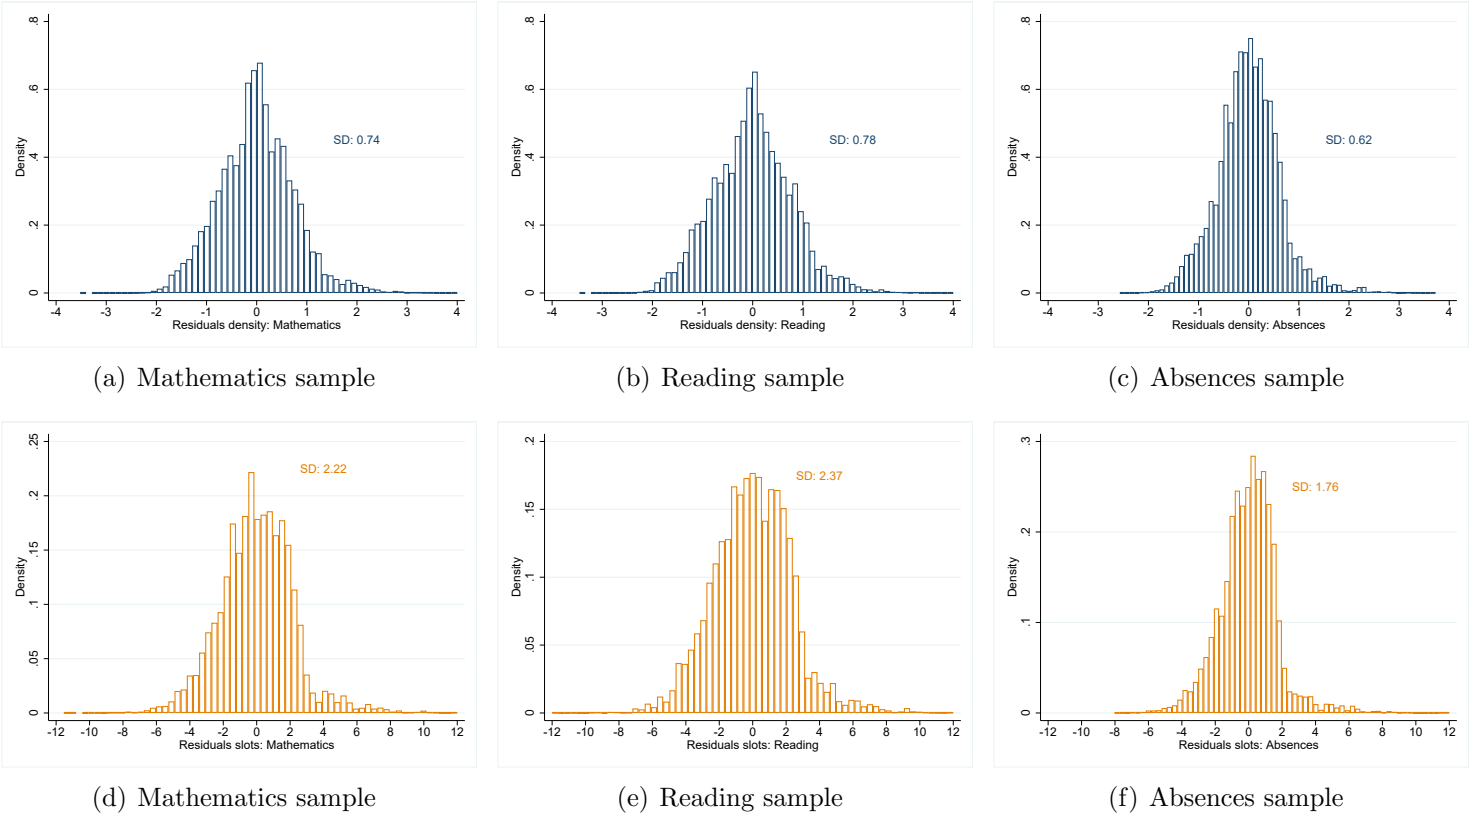 .8
.6
.4
.2
0
Density
SD: 0.74
-4 -3 -2 -1 0 1 2 3 4
Residuals density: Mathematics
(a) Mathematics sample
.8
.6
.4
.2
0
Density
SD: 0.78
-4 -3 -2 -1 0 1 2 3 4
Residuals density: Reading
(b) Reading sample
.8
.6
.4
.2
0
Density
SD: 0.62
-4 -3 -2 -1 0 1 2 3 4
Residuals density: Absences
(c) Absences sample
.25
.2
.15
.1
.05
0
Density
SD: 2.22
-12 -10 -8 -6 -4 -2 0 2 4 6 8 10 12
Residuals slots: Mathematics
(d) Mathematics sample
.2
.15
.1
.05
0
Density
SD: 2.37
-12 -10 -8 -6 -4 -2 0 2 4 6 8 10 12
Residuals slots: Reading
(e) Reading sample
.3
.2
.1
0
Density
SD: 1.76
-12 -10 -8 -6 -4 -2 0 2 4 6 8 10 12
Residuals slots: Absences
(f) Absences sample